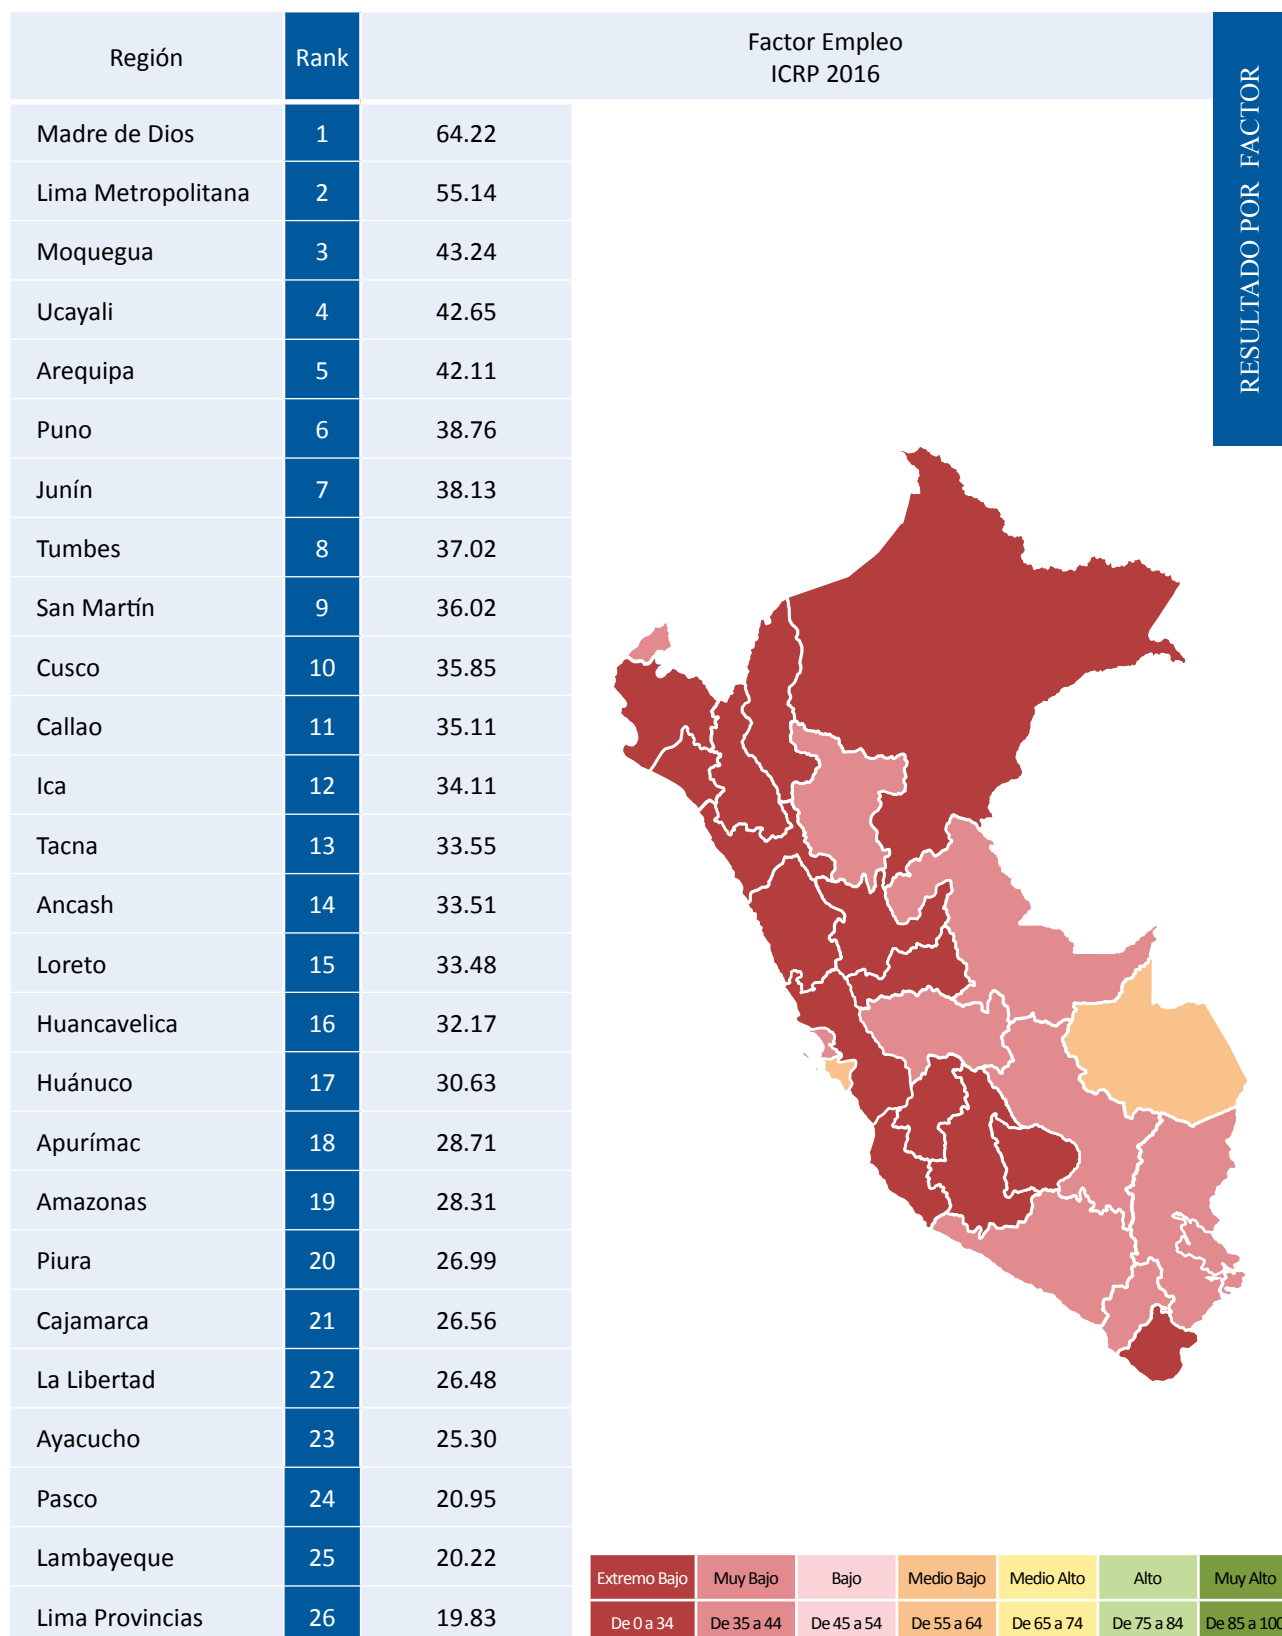 Región Rank Factor Empleo
ICRP 2016
RESULTADO POR FACTOR
Madre de Dios 1 64.22
Lima Metropolitana 2 55.14
Moquegua 3 43.24
Ucayali 4 42.65
Arequipa 5 42.11
Puno 6 38.76
Junín 7 38.13
Tumbes 8 37.02
San Martín 9 36.02
Cusco 10 35.85
Callao 11 35.11
Ica 12 34.11
Tacna 13 33.55
Ancash 14 33.51
Loreto 15 33.48
Huancavelica 16 32.17
Huánuco 17 30.63
Apurímac 18 28.71
Amazonas 19 28.31
Piura 20 26.99
Cajamarca 21 26.56
La Libertad 22 26.48
Ayacucho 23 25.30
Pasco 24 20.95
Lambayeque 25 20.22
Lima Provincias 26 19.83
Extremo Bajo Muy Bajo Bajo Medio Bajo Medio Alto Alto Muy Alto
De 0 a 34 De 35 a 44 De 45 a 54 De 55 a 64 De 65 a 74 De 75 a 84 De 85 a 100